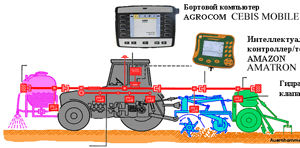 Бортовой компьютер
AGROCOM CEBIS MOBILE
Интеллектуал
контроллер/т
AMAZON
AMATRON
Гидра
клапа